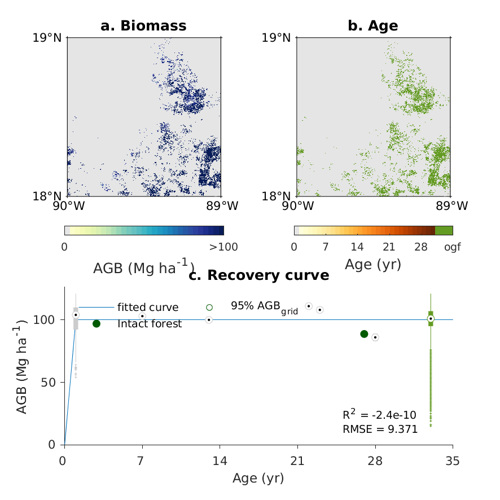 a. Biomass
b. Age
19°N
18°N
90°W
89°W
19°N
18°N
90°W
89°W
0
>100
AGB (Mg ha-1)
0
7
14
21
28
ogf
Age (yr)
c. Recovery curve
fitted curve
95% AGBgrid
Intact forest
AGB (Mg ha-1)
100
50
0
R2 = -2.4e-10
RMSE = 9.371
0
7
14
21
28
35
Age (yr)